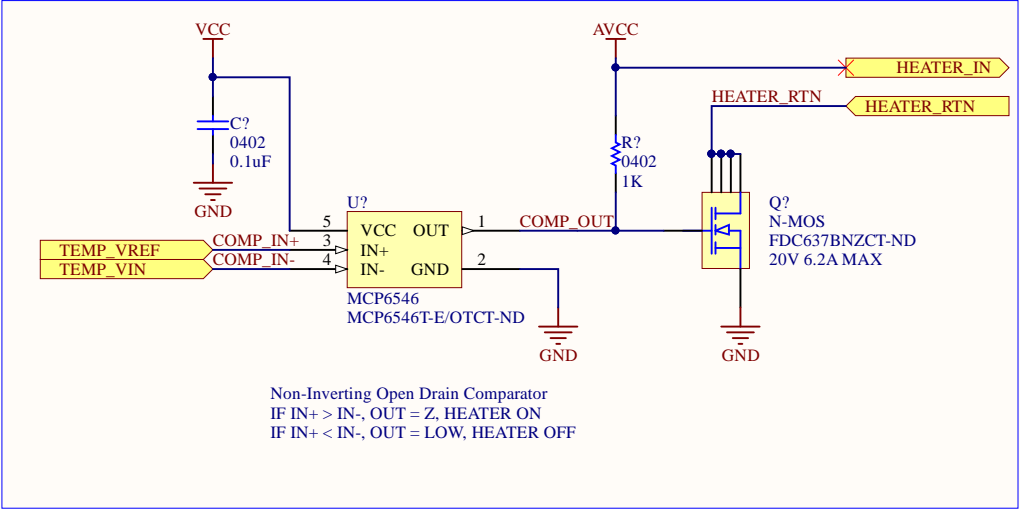 VCC
AVCC
HEATER_IN
HEATER_RTN
HEATER_RTN
C?
0402
0.1uF
R?
0402
1K
GND
U?
Q?
N-MOS
FDC637BNZCT-ND
20V 6.2A MAX
5
VCC
OUT
1
COMP_OUT
TEMP_VREF
COMP_IN+
3
IN+
TEMP_VIN
COMP_IN-
4
IN-
GND
2
MCP6546
MCP6546T-E/OTCT-ND
GND
GND
Non-Inverting Open Drain Comparator
IF IN+ > IN-, OUT = Z, HEATER ON
IF IN+ < IN-, OUT = LOW, HEATER OFF